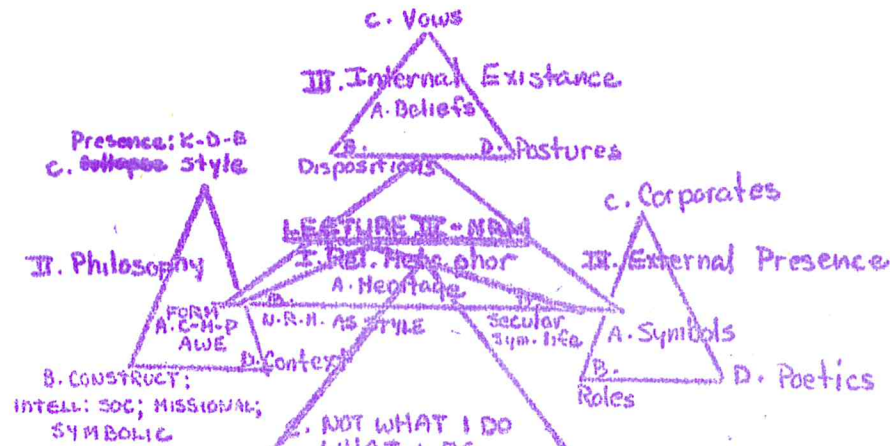 C. Vows
III. Internal Existance
A. Beliefs
B.
Dispositions
D. Postures
Presence: K-D-B
C. Style
II. Philosophy
FORM
A. C-M-P
AWE
D. Context
B. CONSTRUCT;
INTELL: SOC; MISSIONAL;
SYMBOLIC
LECTURE III - NRM
I. Rel. Metaphor
A. Heritage
B.
N.R.M. AS STYLE
D.
Secular
Sym. life
C. NOT WHAT I DO
C. Corporates
III. External Presence
A. Symbols
B.
Roles
D. Poetics